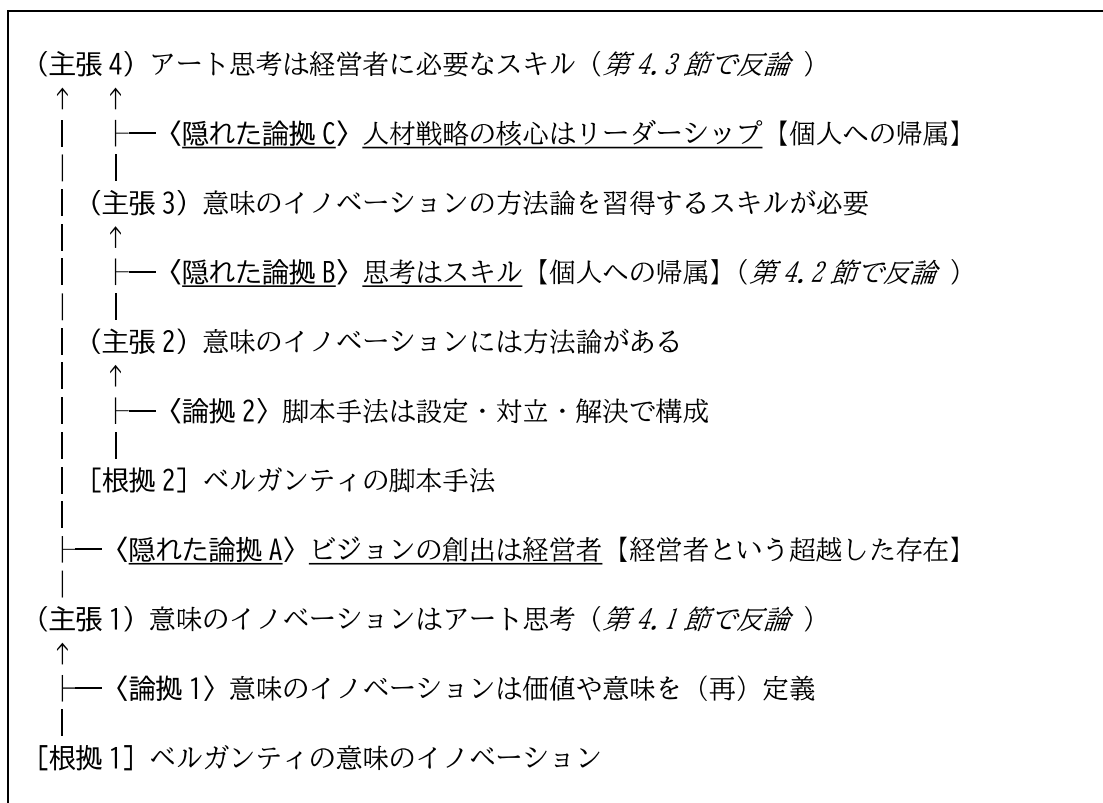 (主張4) アート思考は経営者に必要なスキル(第4.3節で反論)
〈隠れた論拠C〉人材戦略の核心はリーダーシップ【個人への帰属】
(主張3) 意味のイノベーションの方法論を習得するスキルが必要
〈隠れた論拠B〉思考はスキル【個人への帰属】(第4.2節で反論)
(主張2) 意味のイノベーションには方法論がある
〈論拠2〉脚本手法は設定・対立・解決で構成
[根拠2] ベルガンティの脚本手法
〈隠れた論拠A〉ビジョンの創出は経営者【経営者という超越した存在】
(主張1) 意味のイノベーションはアート思考(第4.1節で反論)
〈論拠1〉意味のイノベーションは価値や意味を(再)定義
[根拠1] ベルガンティの意味のイノベーション